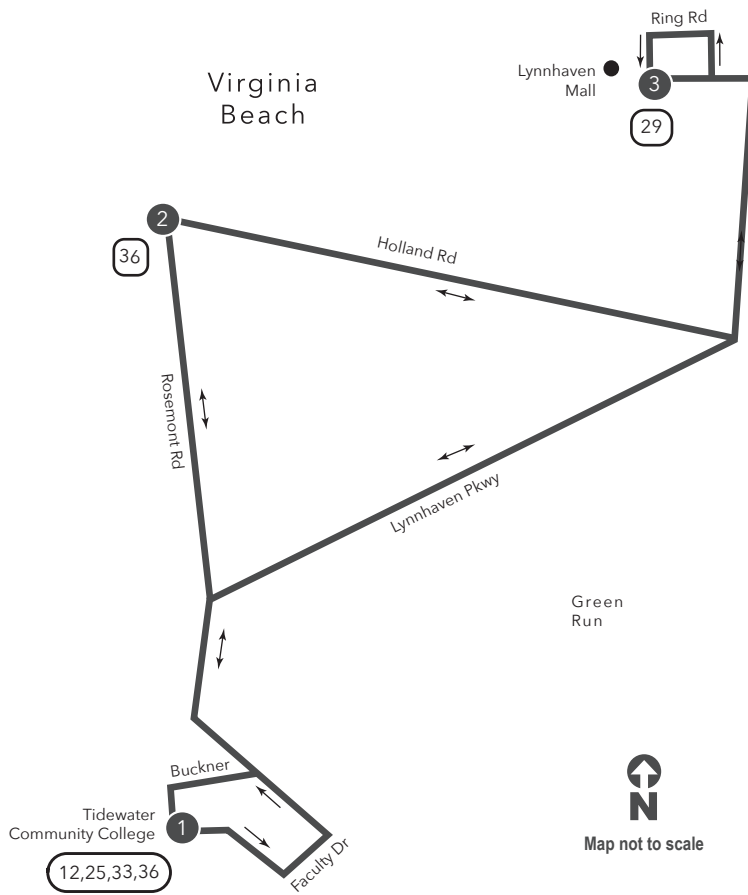 Ring Rd
Lynnhaven
Mall
3
29
Virginia
Beach
2
36
Holland Rd
Rosemont Rd
Lynnhaven Pkwy
Green
Run
Buckner
Tidewater
Community College
1
Faculty Dr
12,25,33,36
N
Map not to scale